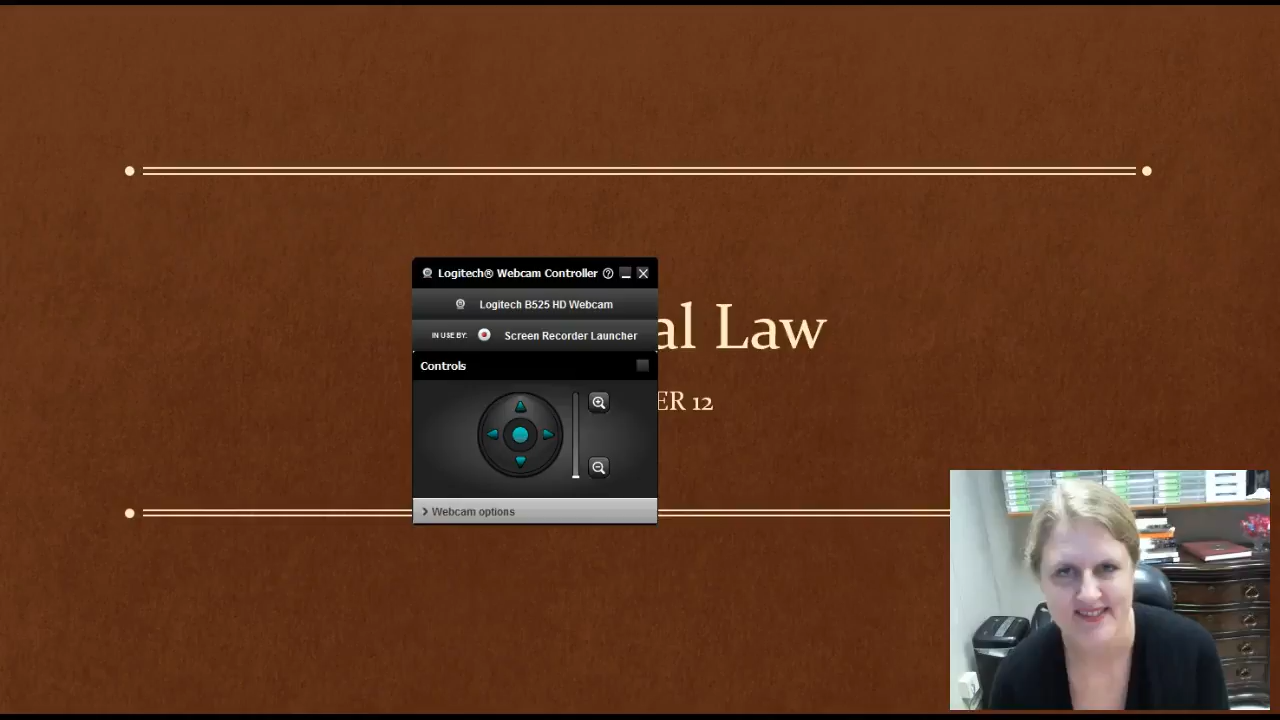 Logitech® Webcam Controller
Logitech B525 HD Webcam
IN USE BY: Screen Recorder Launcher
al Law
Controls
ER 12
Webcam options